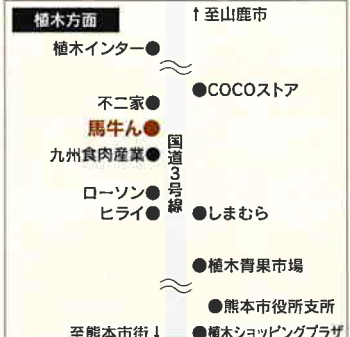 植木方面
↑至山鹿市
植木インター●
●COCOストア
不二家●
馬牛ん●
九州食肉産業●
国道3号線
ローソン●
ヒライ●
●しまむら
●植木青果市場
●熊本市役所支所
至熊本市街↓
●植木ショッピングプラザ